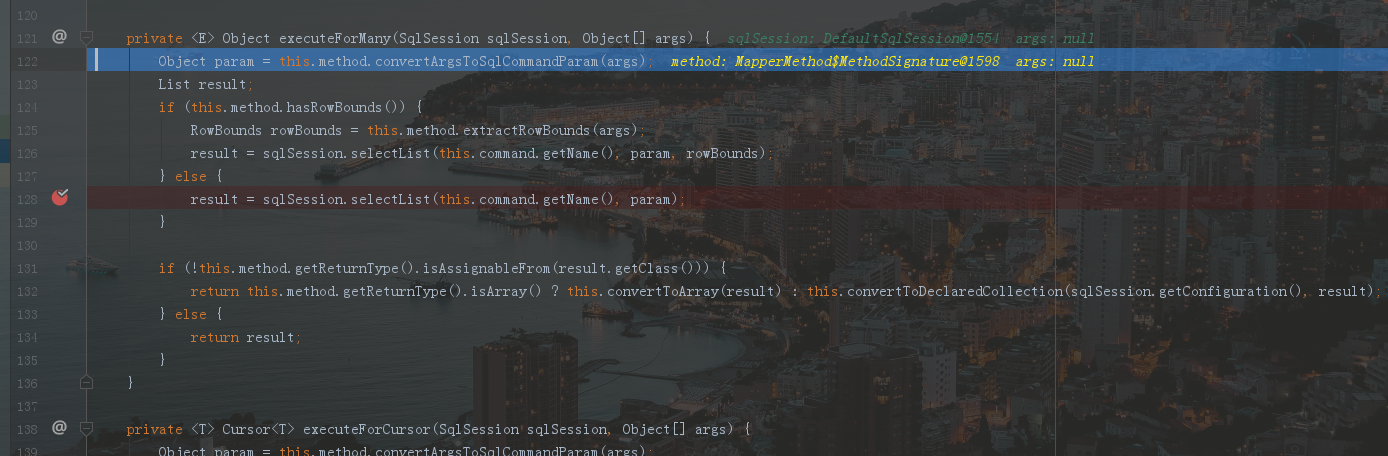 120
121 @ private <E> Object executeForMany(SqlSession sqlSession, Object[] args) { sqlSession: DefaultSqlSession@1554 args: null
122 Object param = this.method.convertArgsToSqlCommandParam(args); method: MapperMethod$MethodSignature@1598 args: null
123 List result;
124 if (this.method.hasRowBounds()) {
125 RowBounds rowBounds = this.method.extractRowBounds(args);
126 result = sqlSession.selectList(this.command.getName(), param, rowBounds);
127 } else {
128 result = sqlSession.selectList(this.command.getName(), param);
129 }
130
131 if (!this.method.getReturnType().isAssignableFrom(result.getClass())) {
132 return this.method.getReturnType().isArray() ? this.convertToArray(result) : this.convertToDeclaredCollection(sqlSession.getConfiguration(), result);
133 } else {
134 return result;
135 }
136 }
137
138 @ private <T> Cursor<T> executeForCursor(SqlSession sqlSession, Object[] args) {
139 Object param = this.method.convertArgsToSqlCommandParam(args);